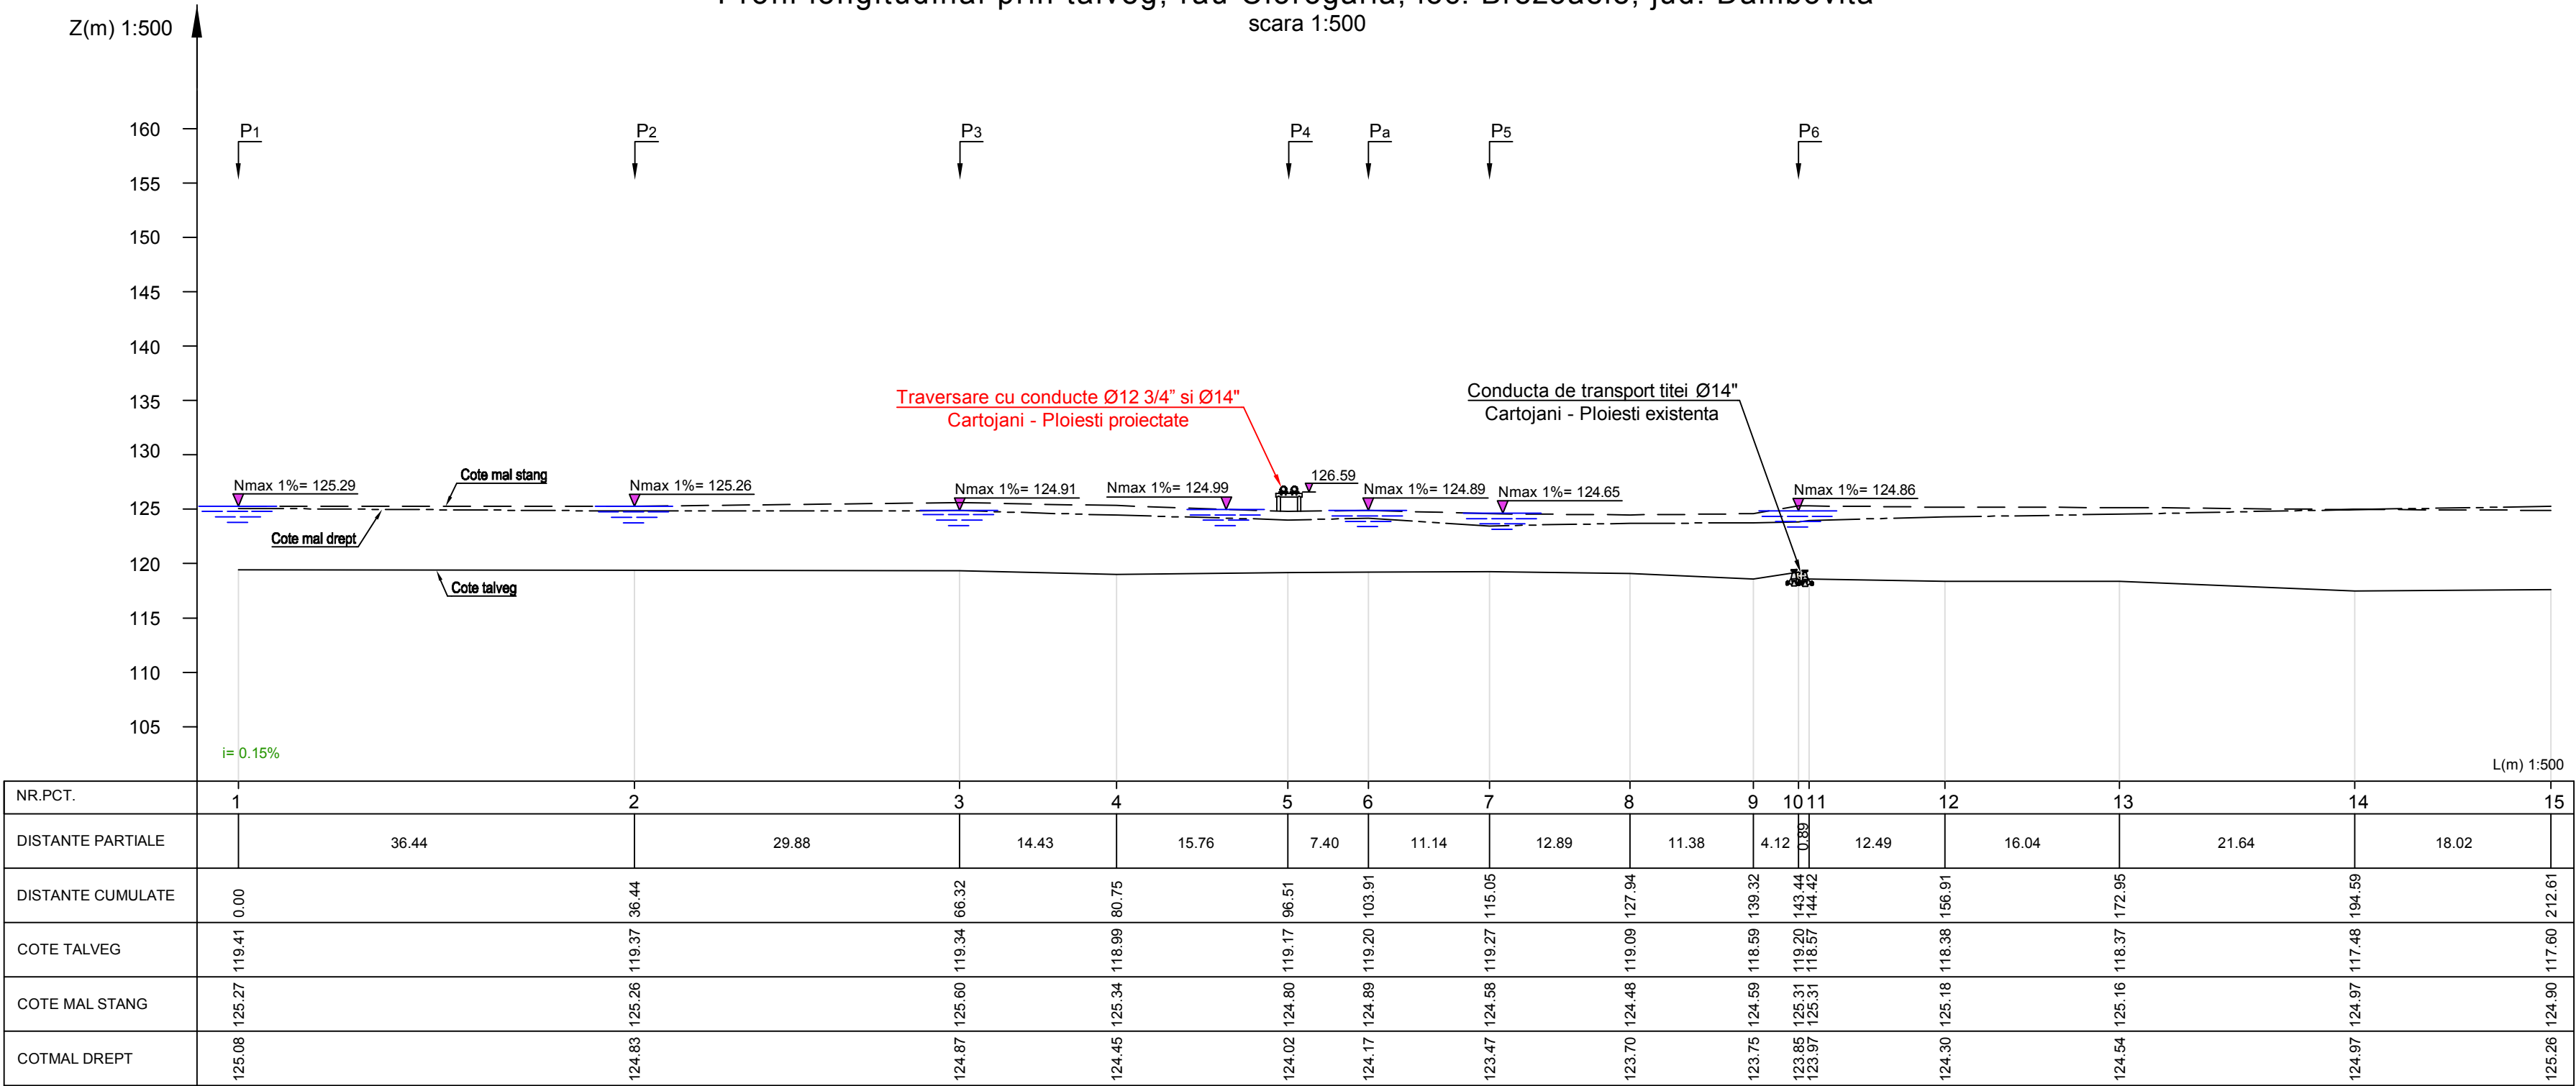 Z(m) 1:500
scara 1:500
P1 P2 P3 P4 Pa P5 P6
160
155
150
145
140
135
130
125
120
115
110
105
Traversare cu conducte Ø12 3/4” si Ø14"
Cartojani - Ploiesti proiectate
Conducta de transport titei Ø14"
Cartojani - Ploiesti existenta
126.59
Nmax 1%= 125.29
Cote mal stang
Nmax 1%= 125.26
Nmax 1%= 124.91
Nmax 1%= 124.99
Nmax 1%= 124.89
Nmax 1%= 124.65
Nmax 1%= 124.86
Cote mal drept
Cote talveg
i= 0.15%
L(m) 1:500
NR.PCT. 1 2 3 4 5 6 7 8 9 10 11 12 13 14 15
DISTANTE PARTIALE 36.44 29.88 14.43 15.76 7.40 11.14 12.89 11.38 4.12 0.89 12.49 16.04 21.64 18.02
DISTANTE CUMULATE 0.00 36.44 66.32 80.75 96.51 103.91 115.05 127.94 139.32 143.44 144.42 156.91 172.95 194.59 212.61
COTE TALVEG 119.41 119.37 119.34 118.99 119.17 119.20 119.27 119.09 118.59 119.20 118.57 118.38 118.37 117.48 117.60
COTE MAL STANG 125.27 125.26 125.60 125.34 124.80 124.89 124.58 124.48 124.59 125.31 125.31 125.18 125.16 124.97 124.90
COTMAL DREPT 125.08 124.83 124.87 124.45 124.02 124.17 123.47 123.70 123.75 123.85 123.97 124.30 124.54 124.97 125.26